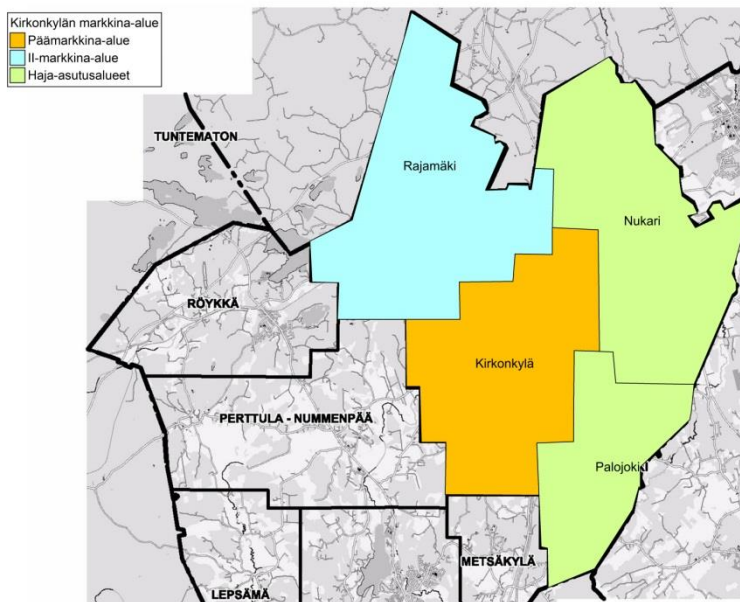 Kirkonkylän markkina-alue
Päämarkkina-alue
II-markkina-alue
Haja-asutusalueet
TUNTEMATON
Rajamäki
Nukari
RÖYKKÄ
Kirkonkylä
PERTTULA - NUMMENPÄÄ
Palojoki
METSÄKYLÄ
LEPSÄMÄ